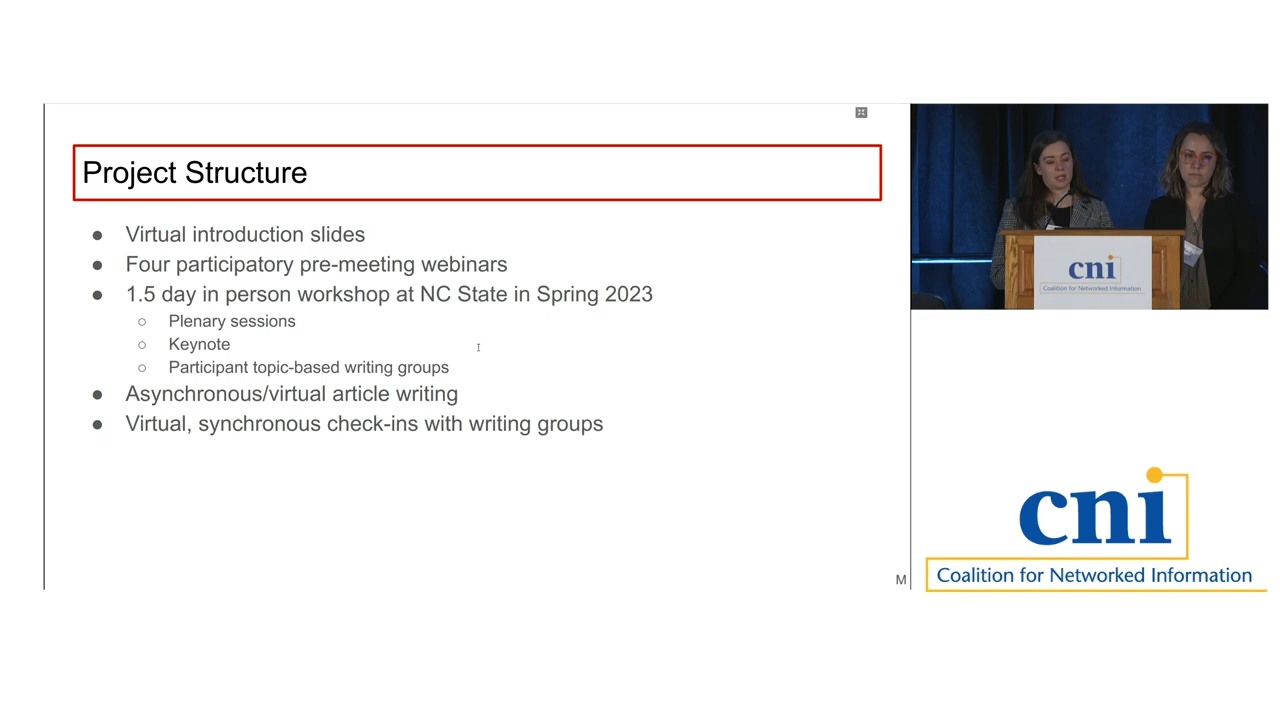 Project Structure
● Virtual introduction slides
● Four participatory pre-meeting webinars
● 1.5 day in person workshop at NC State in Spring 2023
○ Plenary sessions
○ Keynote
○ Participant topic-based writing groups
● Asynchronous/virtual article writing
● Virtual, synchronous check-ins with writing groups
M
cni
Coalition for Networked Information
cni
Coalition for Networked Information